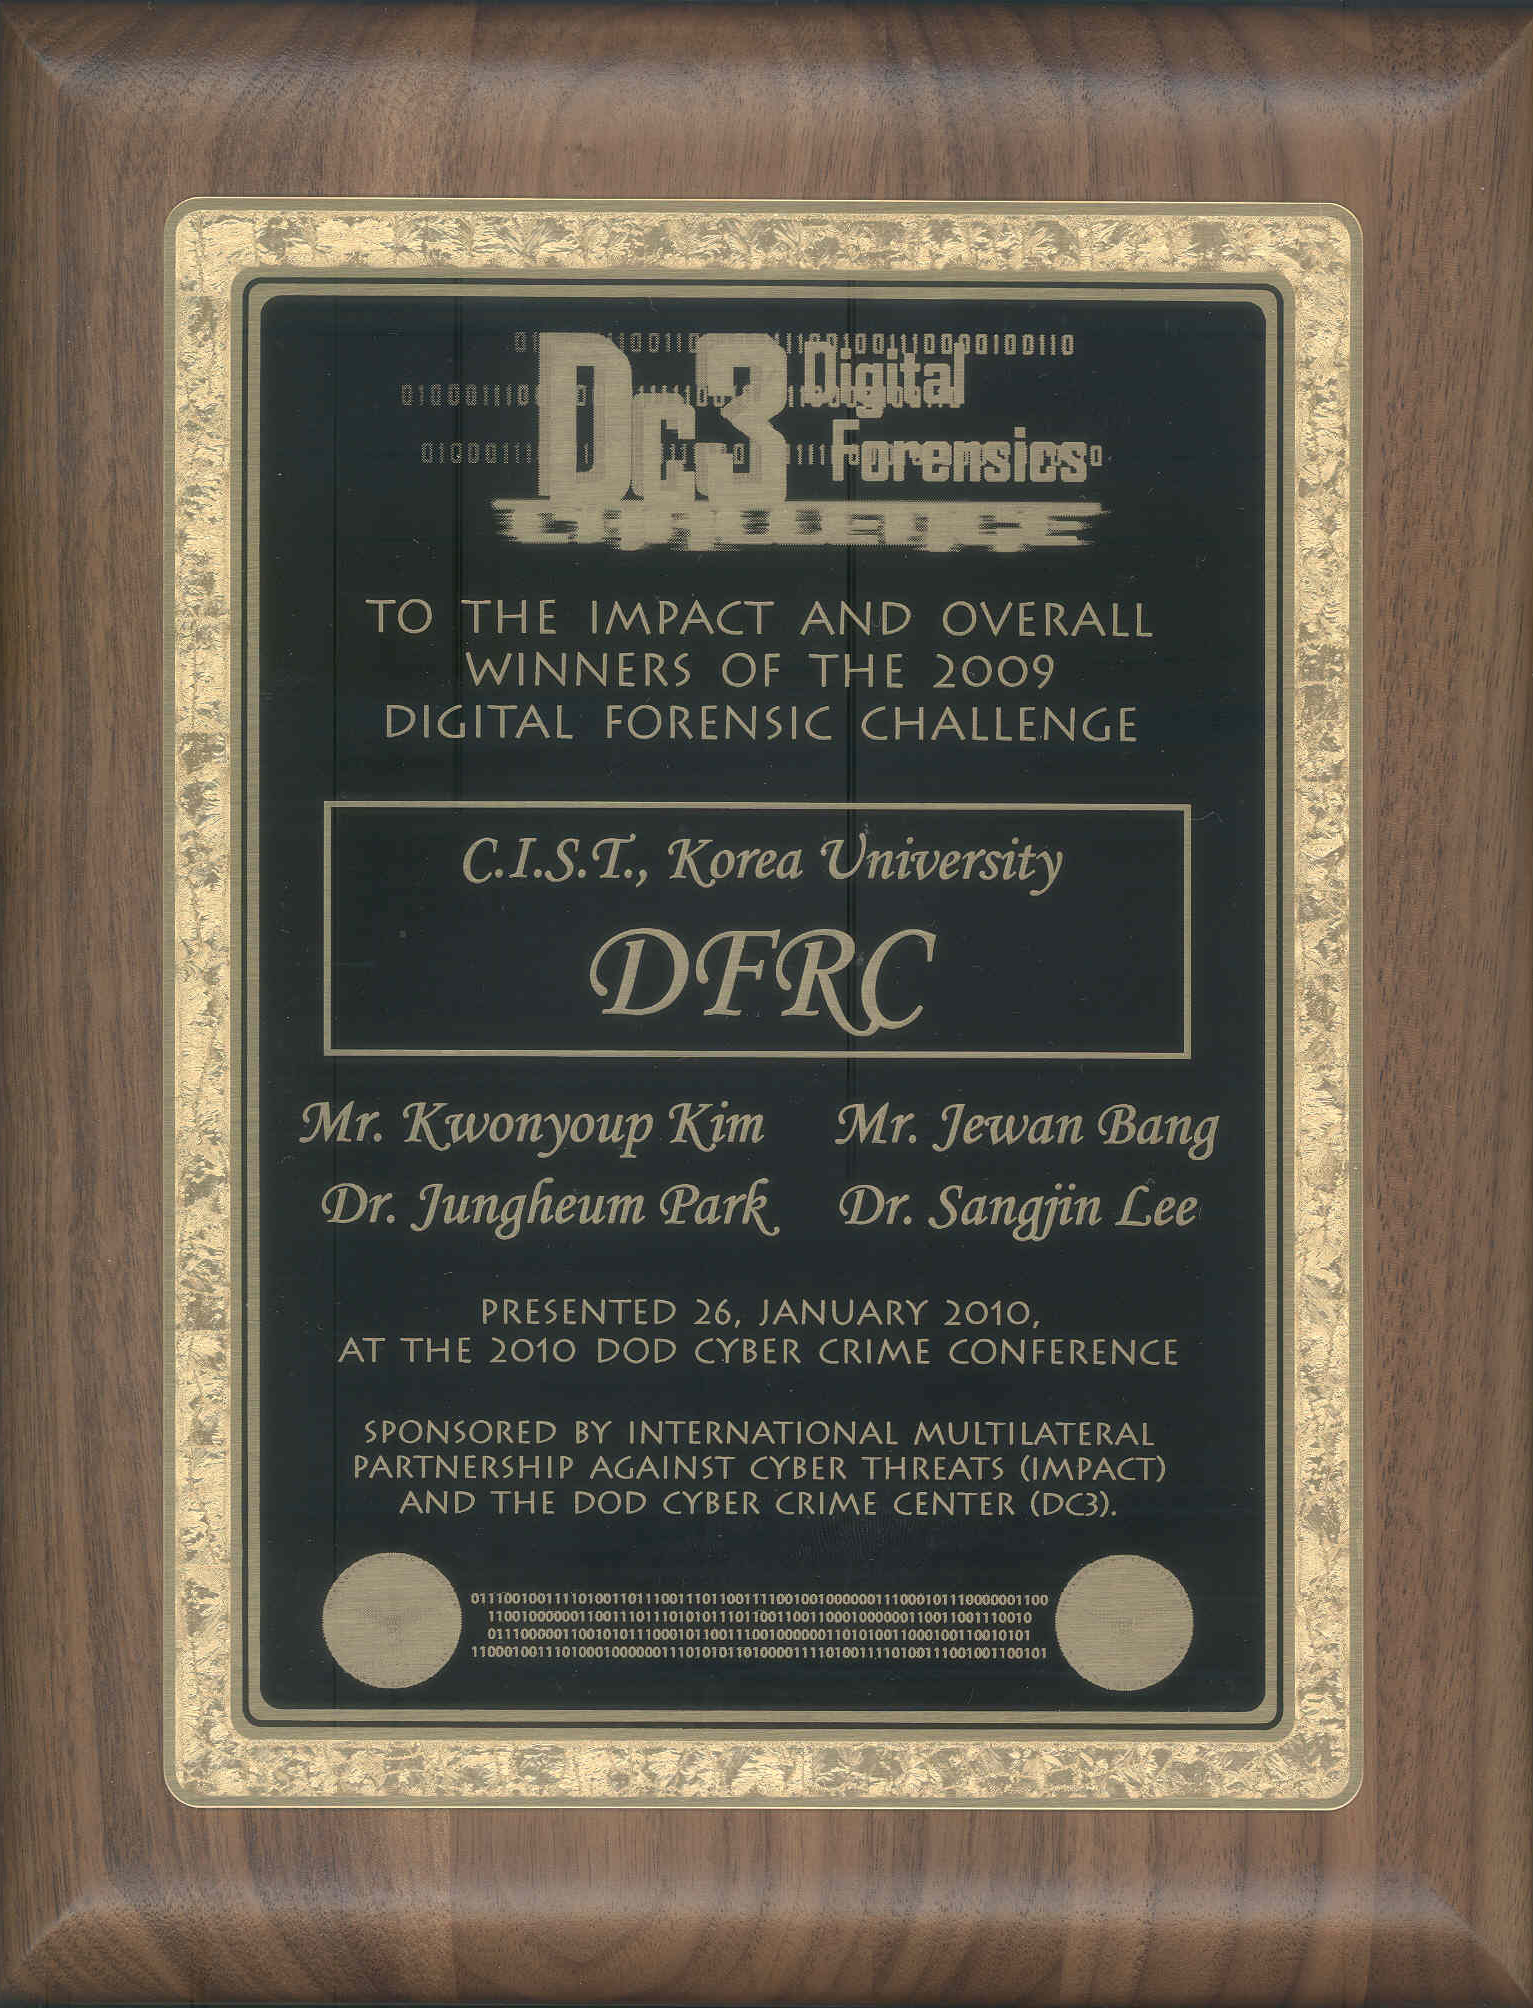 Dc3 Digital
Forensics
CHALLENGE
TO THE IMPACT AND OVERALL
WINNERS OF THE 2009
DIGITAL FORENSIC CHALLENGE
C.I.S.T., Korea University
DFRC
Mr. Kwonyoup Kim Mr. Jewan Bang
Dr. Jungheum Park Dr. Sangjin Lee
PRESENTED 26, JANUARY 2010,
AT THE 2010 DOD CYBER CRIME CONFERENCE
SPONSORED BY INTERNATIONAL MULTILATERAL
PARTNERSHIP AGAINST CYBER THREATS (IMPACT)
AND THE DOD CYBER CRIME CENTER (DC3).